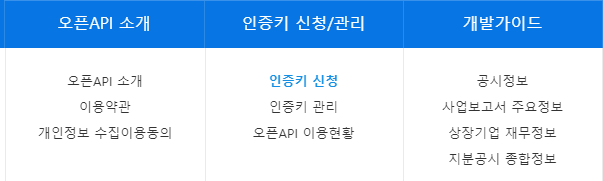 오픈API 소개 인증키 신청/관리 개발가이드
오픈API 소개 인증키 신청 공시정보
이용약관 인증키 관리 사업보고서 주요정보
개인정보 수집이용동의 오픈API 이용현황 상장기업 재무정보
지분공시 종합정보